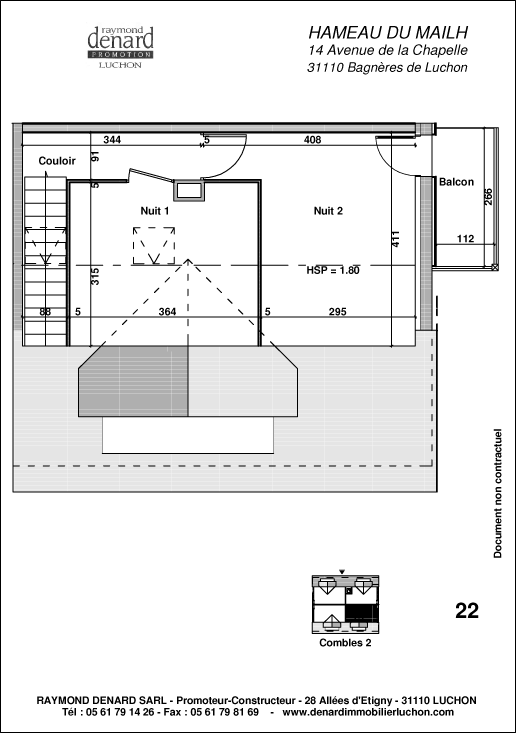 raymond
denard
PROMOTION
LUCHON
HAMEAU DU MAILH
14 Avenue de la Chapelle
31110 Bagnères de Luchon
344
5
408
Couloir
91
5
Balcon
Nuit 1
Nuit 2
266
411
112
HSP = 1.80
315
88
5
364
5
295
Document non contractuel
22
Combles 2
RAYMOND DENARD SARL - Promoteur-Constructeur - 28 Allées d'Etigny - 31110 LUCHON
Tél : 05 61 79 14 26 - Fax : 05 61 79 81 69 - www.denardimmobilierluchon.com